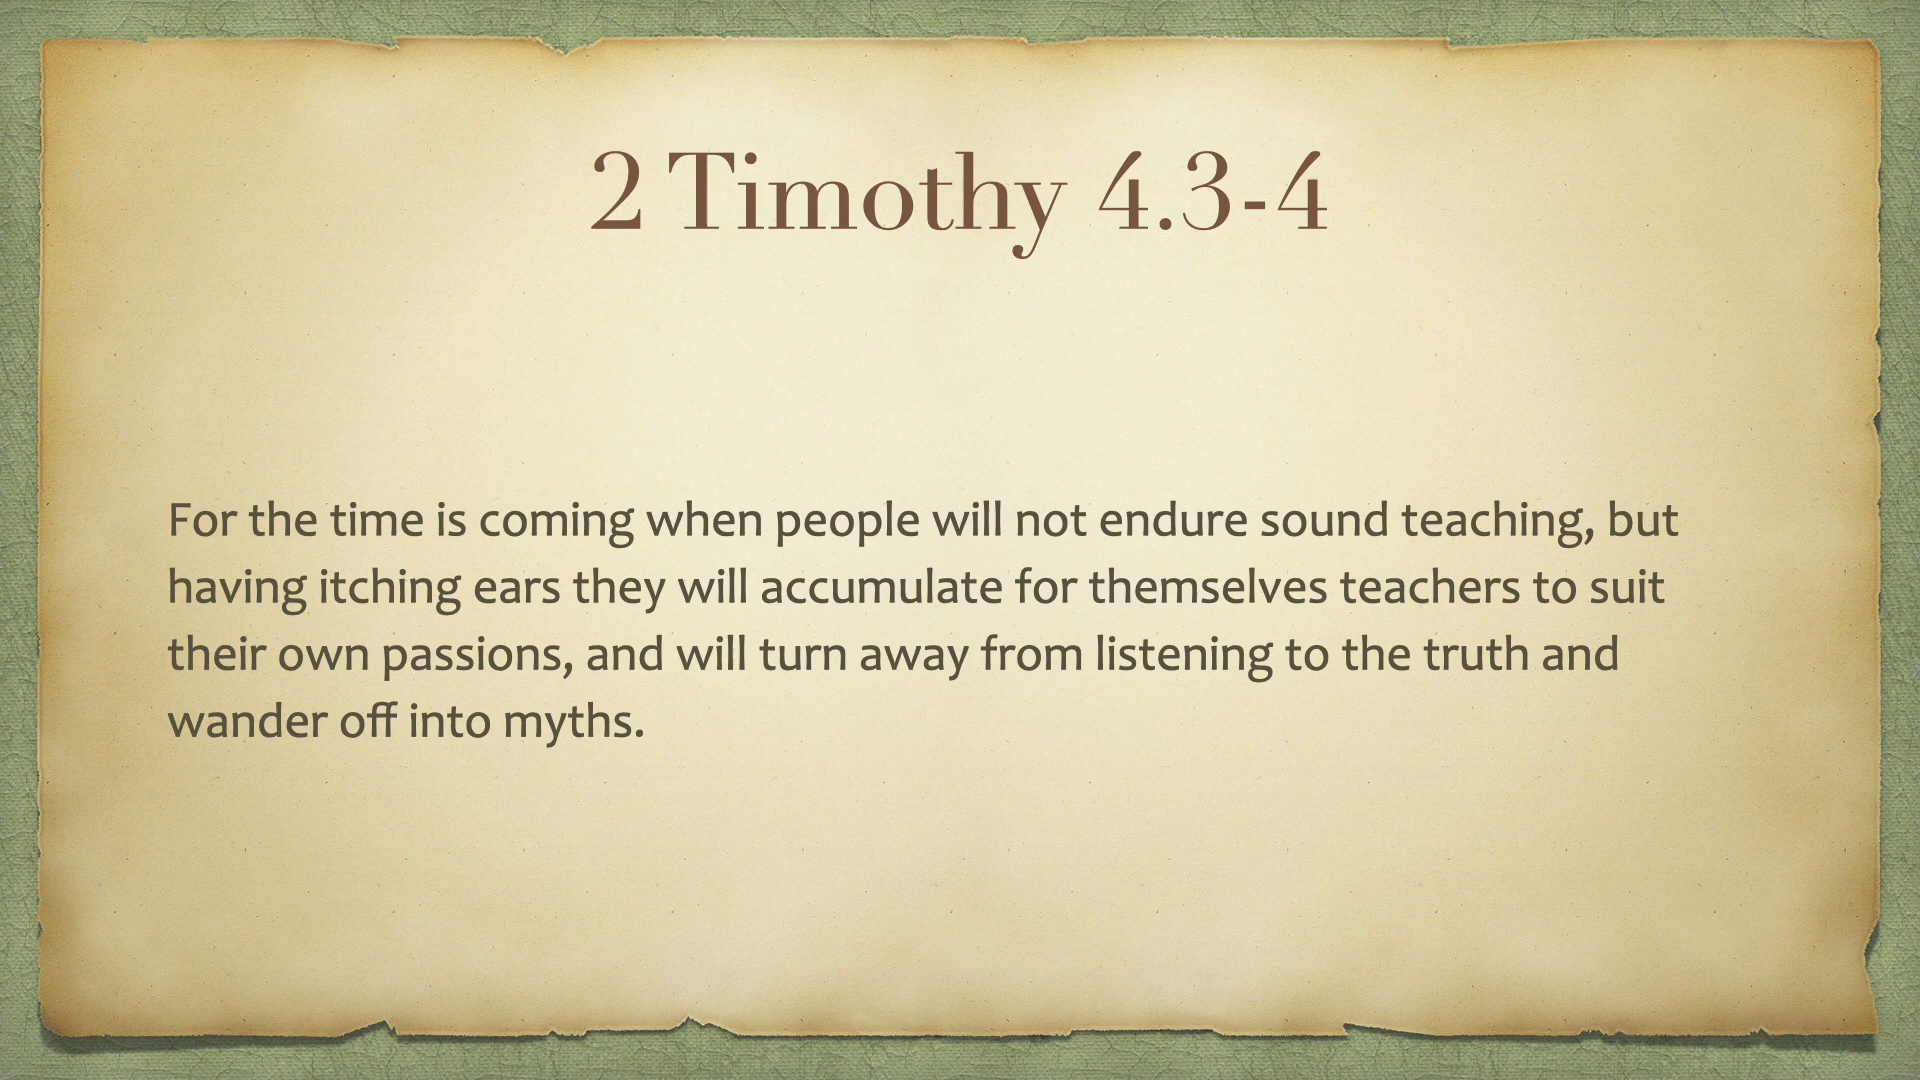 2 Timothy 4.3-4
For the time is coming when people will not endure sound teaching, but
having itching ears they will accumulate for themselves teachers to suit
their own passions, and will turn away from listening to the truth and
wander off into myths.